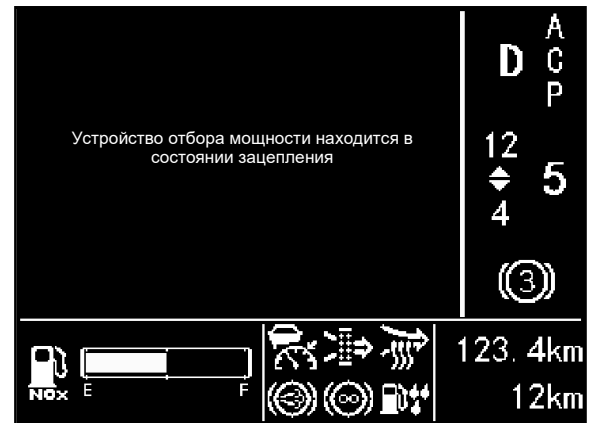 Устройство отбора мощности находится в
состоянии зацепления
D
A
C
P
12
4
5
3
NOx
E
F
123. 4km
12km